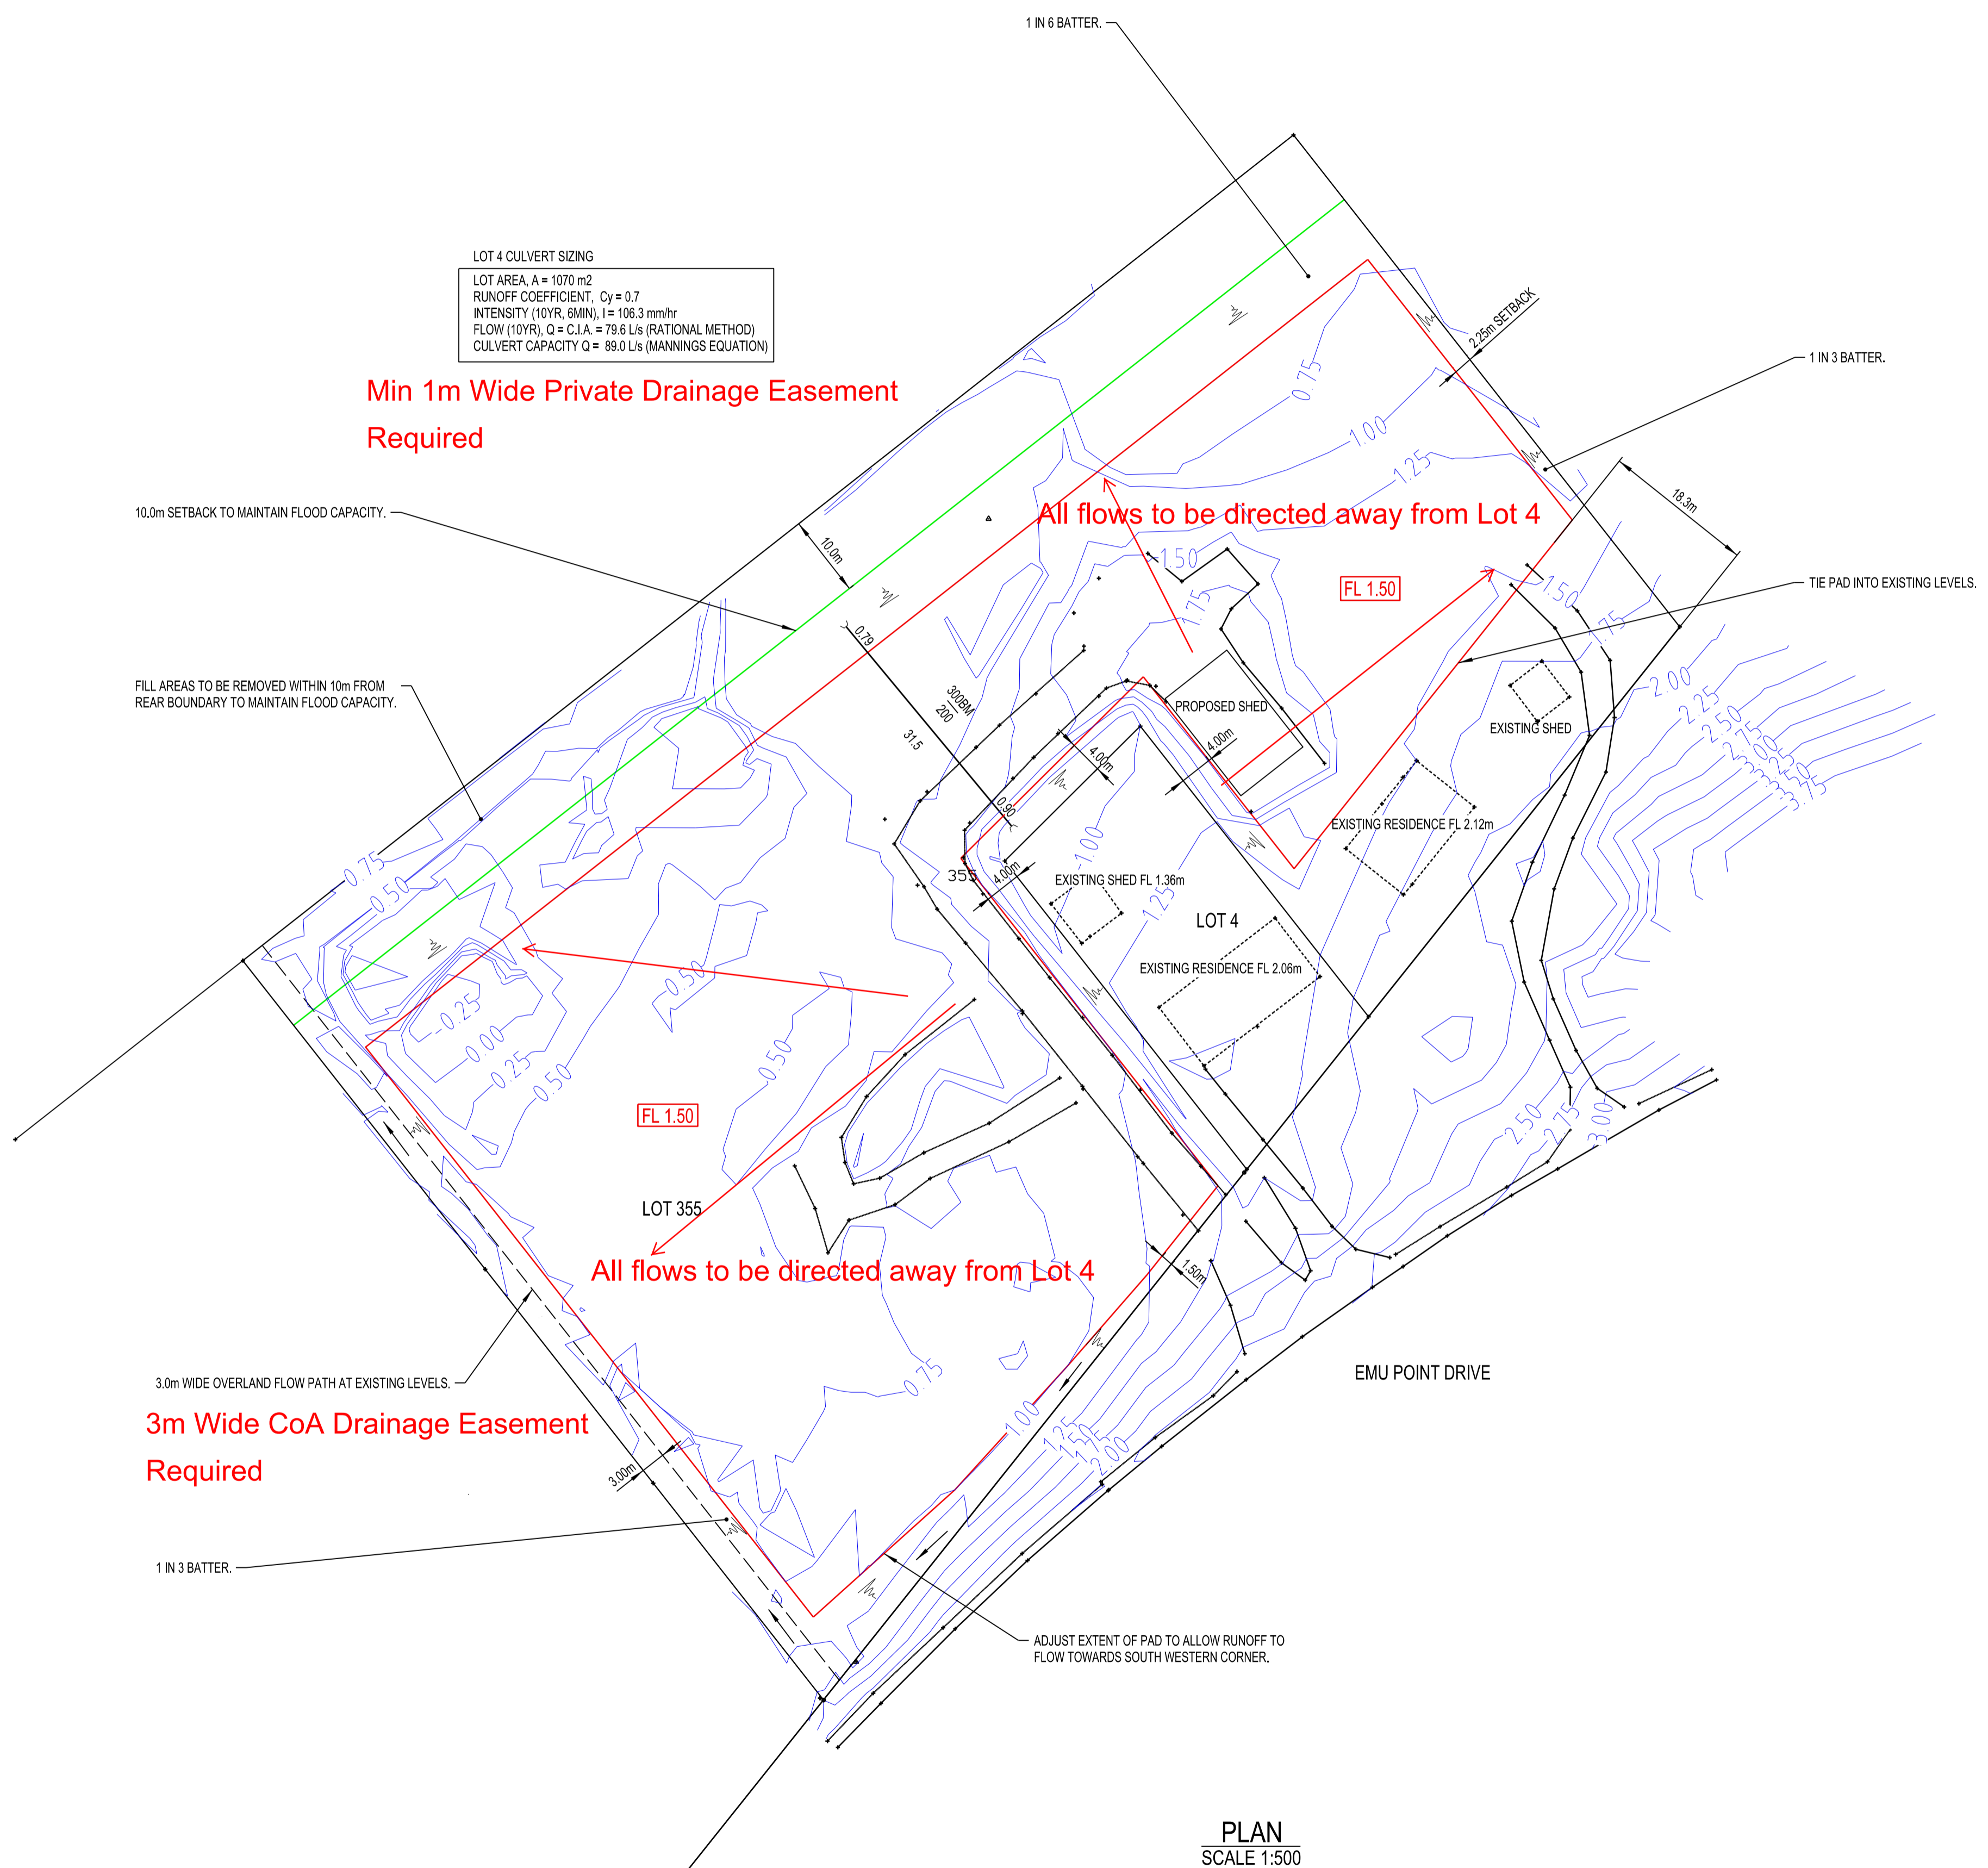 1 IN 6 BATTER.
LOT 4 CULVERT SIZING
LOT AREA, A = 1070 m2
RUNOFF COEFFICIENT, Cy = 0.7
INTENSITY (10YR, 6MIN), I = 106.3 mm/hr
FLOW (10YR), Q = C.I.A. = 79.6 L/s (RATIONAL METHOD)
CULVERT CAPACITY Q = 89.0 L/s (MANNINGS EQUATION)
Min 1m Wide Private Drainage Easement
Required
2.25m SETBACK
1 IN 3 BATTER.
0.75
1.00
1.25
18.3m
10.0m SETBACK TO MAINTAIN FLOOD CAPACITY.
10.0m
All flows to be directed away from Lot 4
1.50
FL 1.50
1.50
TIE PAD INTO EXISTING LEVELS.
1.75
1.75
0.79
FILL AREAS TO BE REMOVED WITHIN 10m FROM
REAR BOUNDARY TO MAINTAIN FLOOD CAPACITY.
300BM
200
31.5
PROPOSED SHED
EXISTING SHED
2.00
2.25
2.50
2.75
3.50
3.75
4.00m
4.00m
0.90
EXISTING RESIDENCE FL 2.12m
1.00
355
4.00m
EXISTING SHED FL 1.36m
1.25
LOT 4
EXISTING RESIDENCE FL 2.06m
0.75
0.50
0.50
-0.25
0.00
0.25
0.50
0.50
FL 1.50
2.50
2.75
3.00
LOT 355
All flows to be directed away from Lot 4
1.50m
3.0m WIDE OVERLAND FLOW PATH AT EXISTING LEVELS.
EMU POINT DRIVE
0.75
1.00
1.25
1.50
1.75
2.00
3m Wide CoA Drainage Easement
Required
3.00m
1 IN 3 BATTER.
ADJUST EXTENT OF PAD TO ALLOW RUNOFF TO
FLOW TOWARDS SOUTH WESTERN CORNER.
PLAN
SCALE 1:500